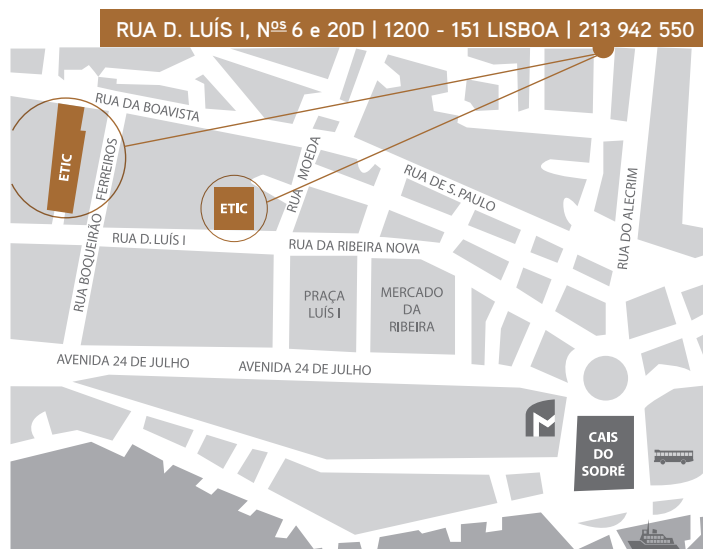 RUA D. LUÍS I, Nos 6 e 20D | 1200 - 151 LISBOA | 213 942 550
RUA DA BOAVISTA
ETIC
RUA BOQUEIRÃO FERREIROS
RUA MOEDA
RUA DE S. PAULO
RUA DO ALECRIM
ETIC
RUA D. LUÍS I
RUA DA RIBEIRA NOVA
PRAÇA
LUÍS I
MERCADO
DA
RIBEIRA
AVENIDA 24 DE JULHO
AVENIDA 24 DE JULHO
M
CAIS
DO
SODRÉ